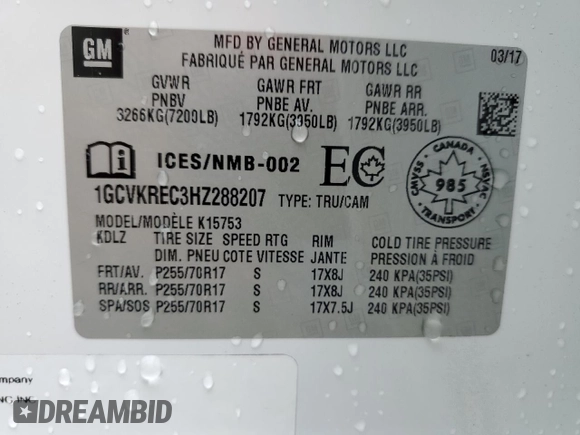 GM
MFD BY GENERAL MOTORS LLC
FABRIQUÉ PAR GENERAL MOTORS LLC
03/17
GVWR GAWR FRT GAWR RR
PNBV PNBE AV. PNBE ARR.
3266KG(7200LB) 1792KG(3950LB) 1792KG(3950LB)
ICES/NMB-002 EC
CANADA
CMVSS 985 NSVAC
TRANSPORT
1GCVKREC3HZ288207 TYPE: TRU/CAM
MODEL/MODÈLE K15753
KDLZ TIRE SIZE SPEED RTG RIM COLD TIRE PRESSURE
DIM. PNEU COTE VITESSE JANTE PRESSION À FROID
FRT/AV. P255/70R17 S 17X8J 240 KPA(35PSI)
RR/ARR. P255/70R17 S 17X8J 240 KPA(35PSI)
SPA/SOS P255/70R17 S 17X7.5J 240 KPA(35PSI)
ompany
DREAMBID